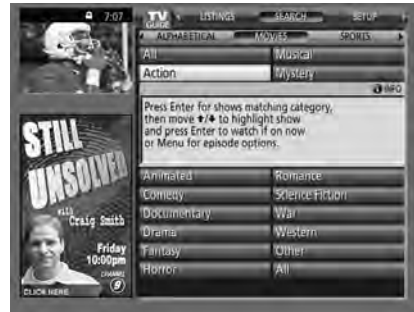 7:07
TV GUIDE LISTINGS SEARCH SETUP
ALPHABETICAL MOVIES SPORTS
All Musical
Action Mystery
INFO
Press Enter for shows matching category,
then move ↑/↓ to highlight show
and press Enter to watch if on now
or Menu for episode options.
Animated Romance
Comedy Science Fiction
Documentary War
Drama Western
Fantasy Other
Horror All
STILL
UNSOLVED
with
Craig Smith
Friday
10:00pm
CHANNEL
9
CLICK HERE